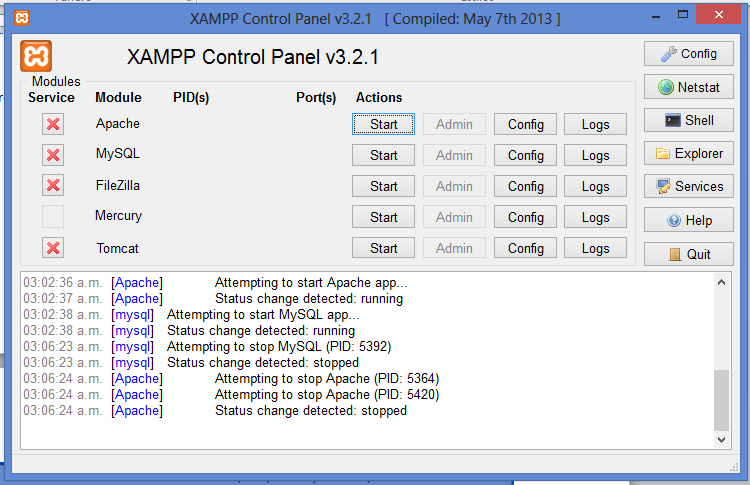 XAMPP Control Panel v3.2.1 [ Compiled: May 7th 2013 ]
XAMPP Control Panel v3.2.1
Config
Modules
Service Module PID(s) Port(s) Actions
Netstat
Apache Start Admin Config Logs
Shell
MySQL Start Admin Config Logs
Explorer
FileZilla Start Admin Config Logs
Services
Mercury Start Admin Config Logs
Help
Tomcat Start Admin Config Logs
Quit
03:02:36 a.m. [Apache] Attempting to start Apache app...
03:02:37 a.m. [Apache] Status change detected: running
03:02:38 a.m. [mysql] Attempting to start MySQL app...
03:02:38 a.m. [mysql] Status change detected: running
03:06:23 a.m. [mysql] Attempting to stop MySQL (PID: 5392)
03:06:23 a.m. [mysql] Status change detected: stopped
03:06:24 a.m. [Apache] Attempting to stop Apache (PID: 5364)
03:06:24 a.m. [Apache] Attempting to stop Apache (PID: 5420)
03:06:24 a.m. [Apache] Status change detected: stopped